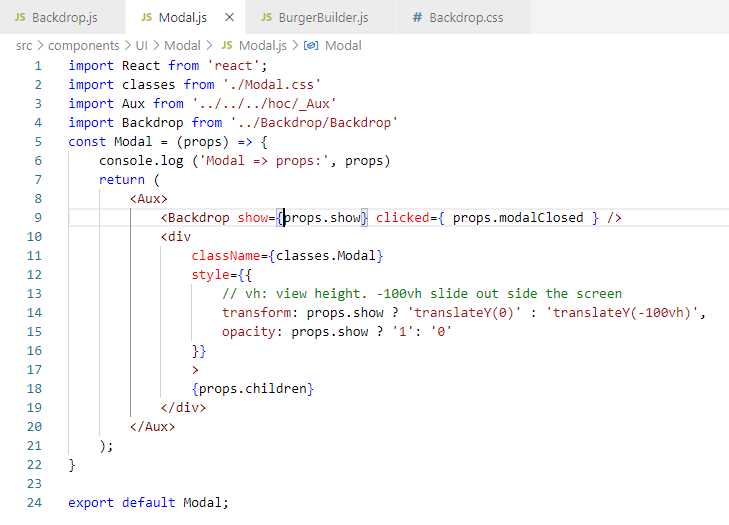 JS Backdrop.js JS Modal.js × JS BurgerBuilder.js # Backdrop.css
src > components > UI > Modal > JS Modal.js > Modal
1 import React from 'react';
2 import classes from './Modal.css'
3 import Aux from '../../../hoc/_Aux'
4 import Backdrop from '../Backdrop/Backdrop'
5 const Modal = (props) => {
6 console.log ('Modal => props:', props)
7 return (
8 <Aux>
9 <Backdrop show={props.show} clicked={ props.modalClosed } />
10 <div
11 className={classes.Modal}
12 style={{
13 // vh: view height. -100vh slide out side the screen
14 transform: props.show ? 'translateY(0)' : 'translateY(-100vh)',
15 opacity: props.show ? '1': '0'
16 }}
17 >
18 {props.children}
19 </div>
20 </Aux>
21 );
22 }
23
24 export default Modal;